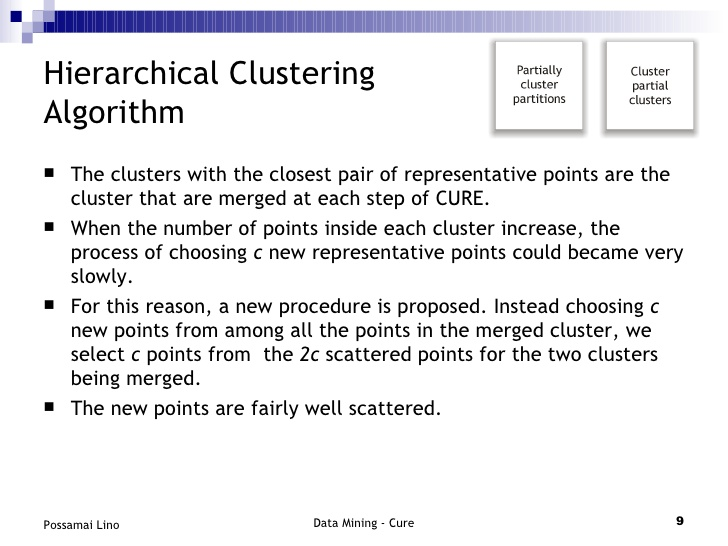 Hierarchical Clustering
Algorithm
Partially
cluster
partitions
Cluster
partial
clusters
■ The clusters with the closest pair of representative points are the
cluster that are merged at each step of CURE.
■ When the number of points inside each cluster increase, the
process of choosing c new representative points could became very
slowly.
■ For this reason, a new procedure is proposed. Instead choosing c
new points from among all the points in the merged cluster, we
select c points from  the 2c scattered points for the two clusters
being merged.
■ The new points are fairly well scattered.
Possamai Lino
Data Mining - Cure
9